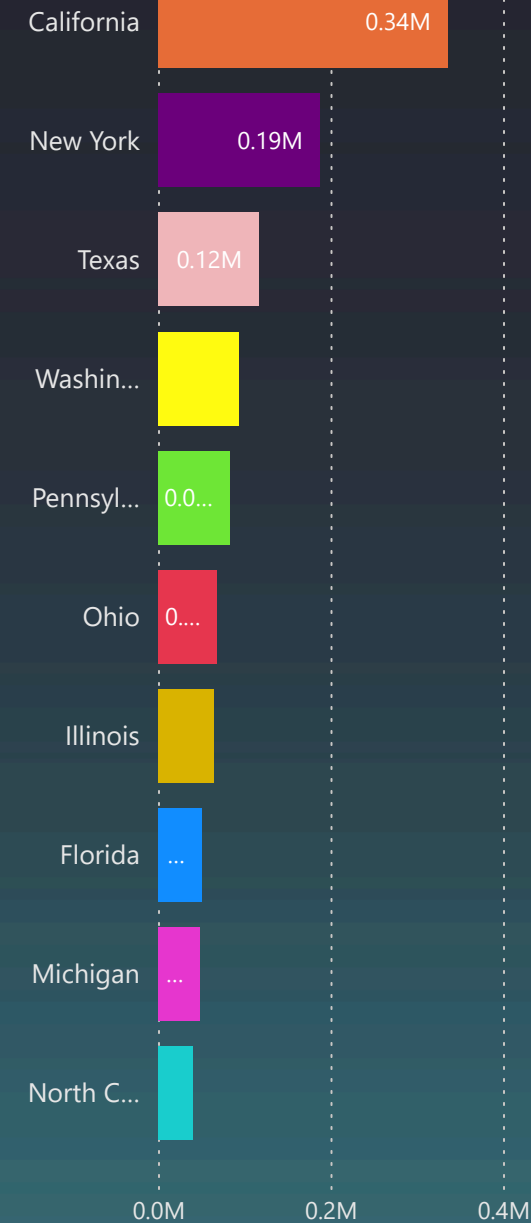 California 0.34M
New York 0.19M
Texas 0.12M
Washin...
Pennsyl... 0.0...
Ohio 0....
Illinois
Florida ...
Michigan ...
North C...
0.0M 0.2M 0.4M